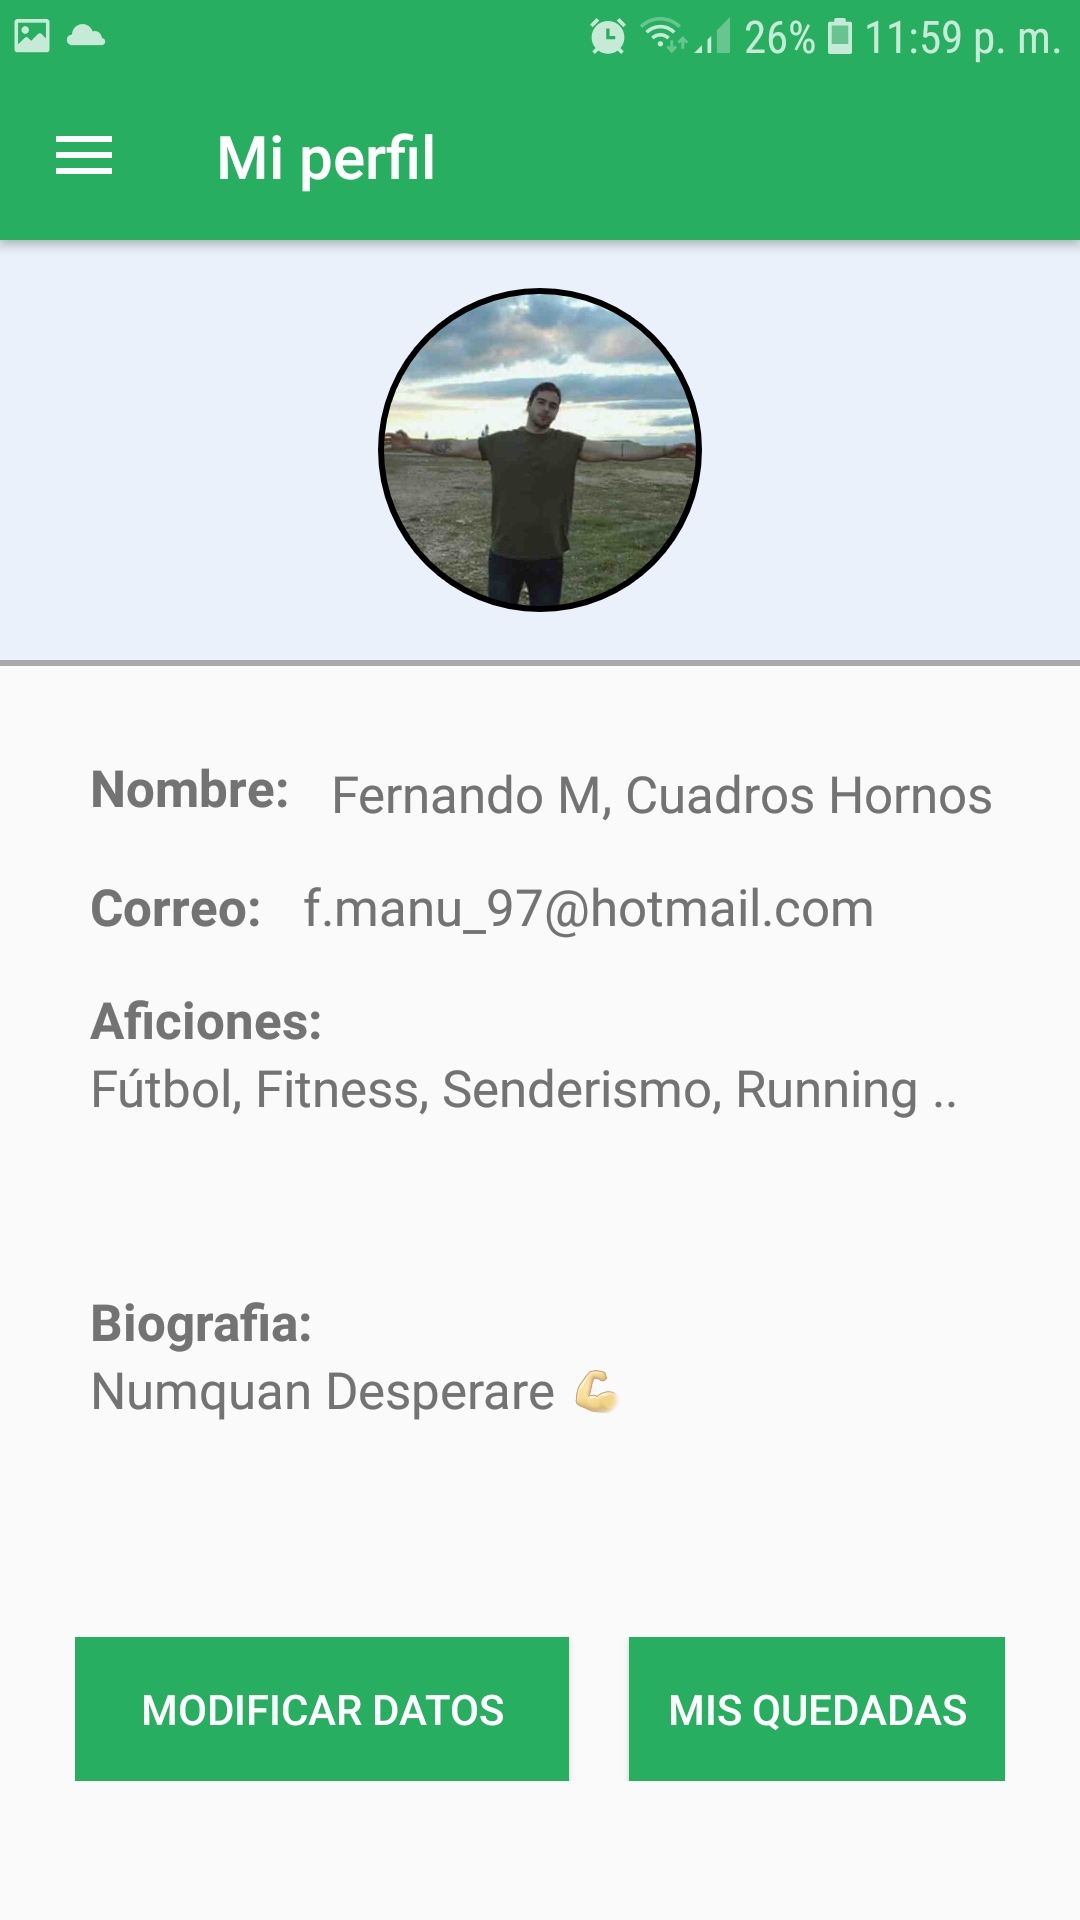 26% 11:59 p. m.
Mi perfil
Nombre: Fernando M, Cuadros Hornos
Correo: f.manu_97@hotmail.com
Aficiones:
Fútbol, Fitness, Senderismo, Running ..
Biografia:
Numquan Desperare 💪
MODIFICAR DATOS MIS QUEDADAS